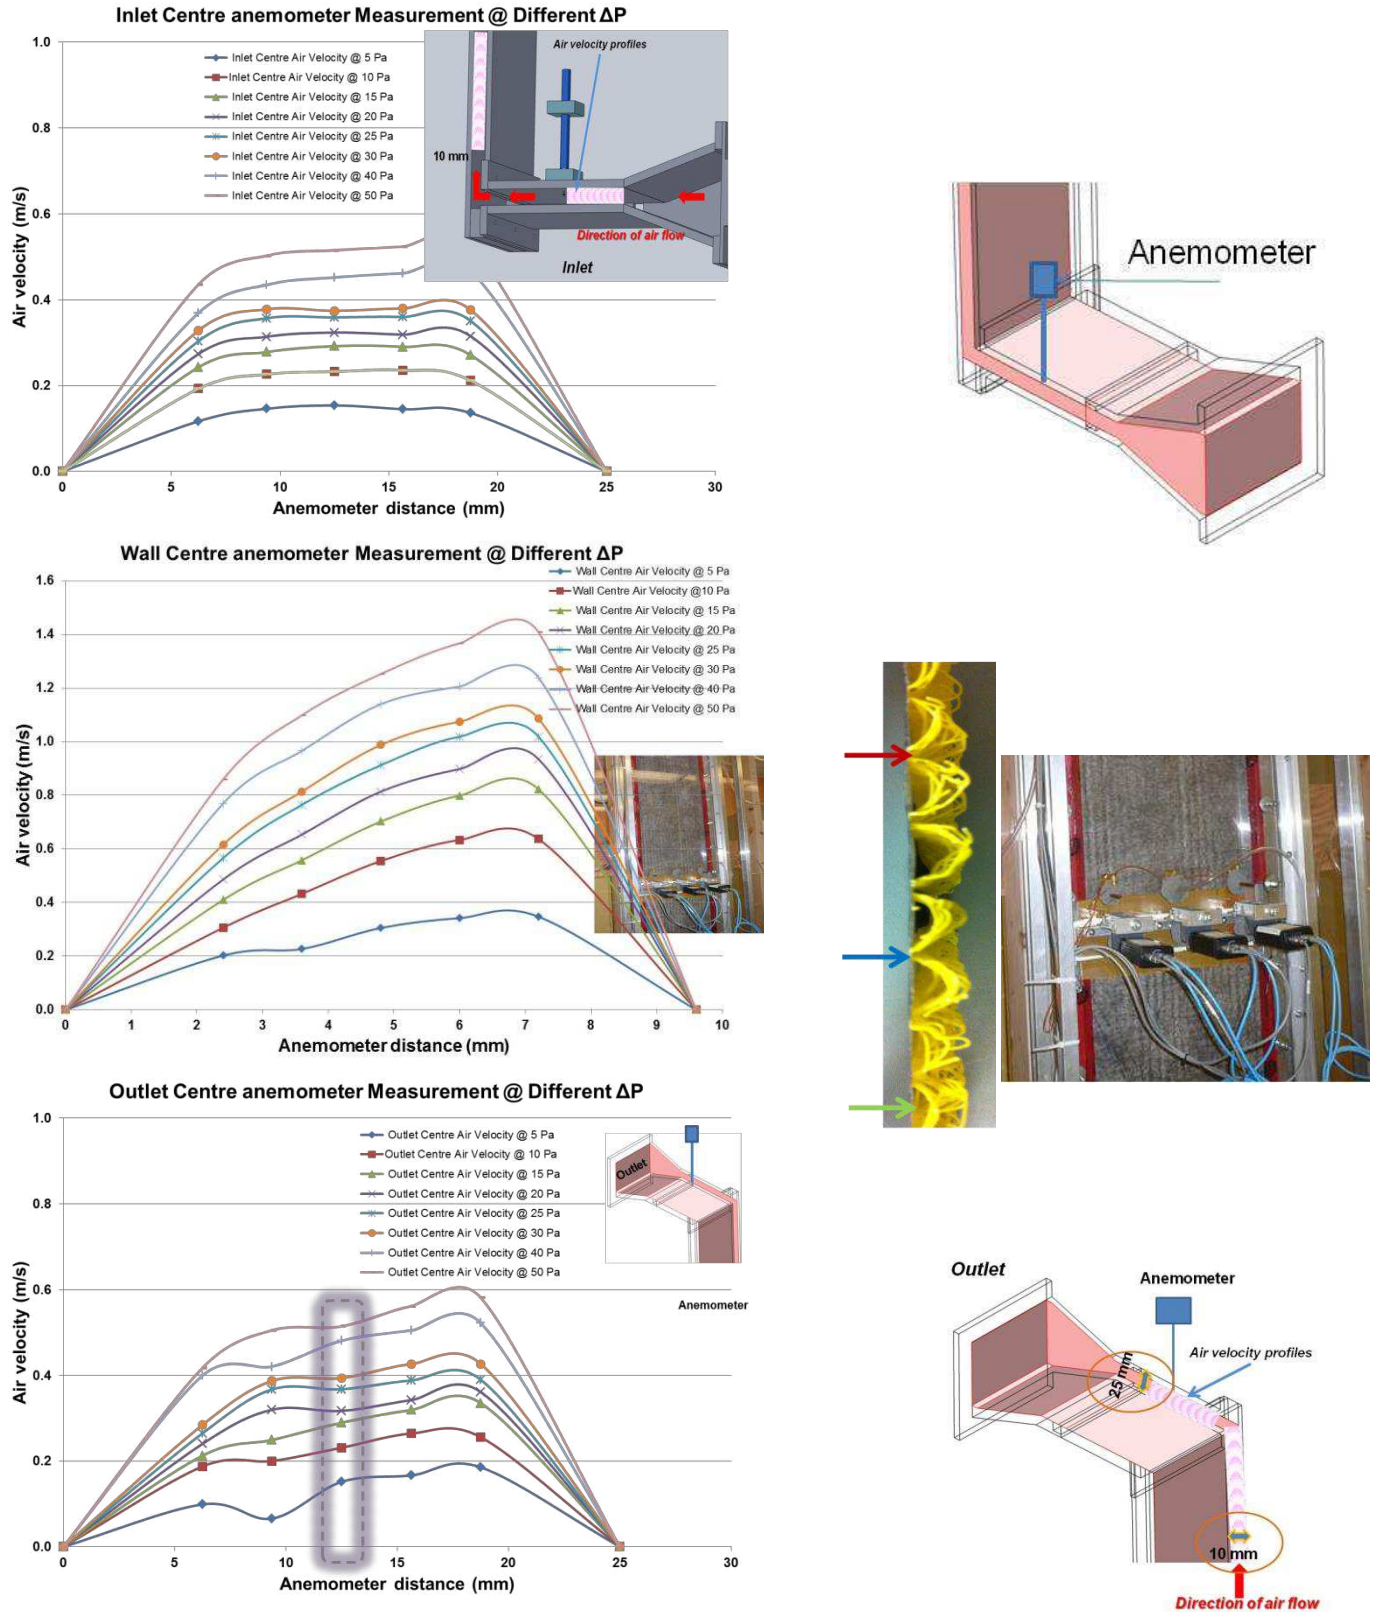 Inlet Centre anemometer Measurement @ Different ΔP
1.0
0.8
0.6
0.4
0.2
0.0
Air velocity (m/s)
Inlet Centre Air Velocity @ 5 Pa
Inlet Centre Air Velocity @ 10 Pa
Inlet Centre Air Velocity @ 15 Pa
Inlet Centre Air Velocity @ 20 Pa
Inlet Centre Air Velocity @ 25 Pa
Inlet Centre Air Velocity @ 30 Pa
Inlet Centre Air Velocity @ 40 Pa
Inlet Centre Air Velocity @ 50 Pa
Air velocity profiles
10 mm
Direction of air flow
Inlet
0 5 10 15 20 25 30
Anemometer distance (mm)
Anemometer
Wall Centre anemometer Measurement @ Different ΔP
1.6
1.4
1.2
1.0
0.8
0.6
0.4
0.2
0.0
Air velocity (m/s)
Wall Centre Air Velocity @ 5 Pa
Wall Centre Air Velocity @10 Pa
Wall Centre Air Velocity @ 15 Pa
Wall Centre Air Velocity @ 20 Pa
Wall Centre Air Velocity @ 25 Pa
Wall Centre Air Velocity @ 30 Pa
Wall Centre Air Velocity @ 40 Pa
Wall Centre Air Velocity @ 50 Pa
0 1 2 3 4 5 6 7 8 9 10
Anemometer distance (mm)
Outlet Centre anemometer Measurement @ Different ΔP
1.0
0.8
0.6
0.4
0.2
0.0
Air velocity (m/s)
Outlet Centre Air Velocity @ 5 Pa
Outlet Centre Air Velocity @ 10 Pa
Outlet Centre Air Velocity @ 15 Pa
Outlet Centre Air Velocity @ 20 Pa
Outlet Centre Air Velocity @ 25 Pa
Outlet Centre Air Velocity @ 30 Pa
Outlet Centre Air Velocity @ 40 Pa
Outlet Centre Air Velocity @ 50 Pa
Outlet
Anemometer
0 5 10 15 20 25 30
Anemometer distance (mm)
Outlet
Anemometer
Air velocity profiles
25 mm
10 mm
Direction of air flow